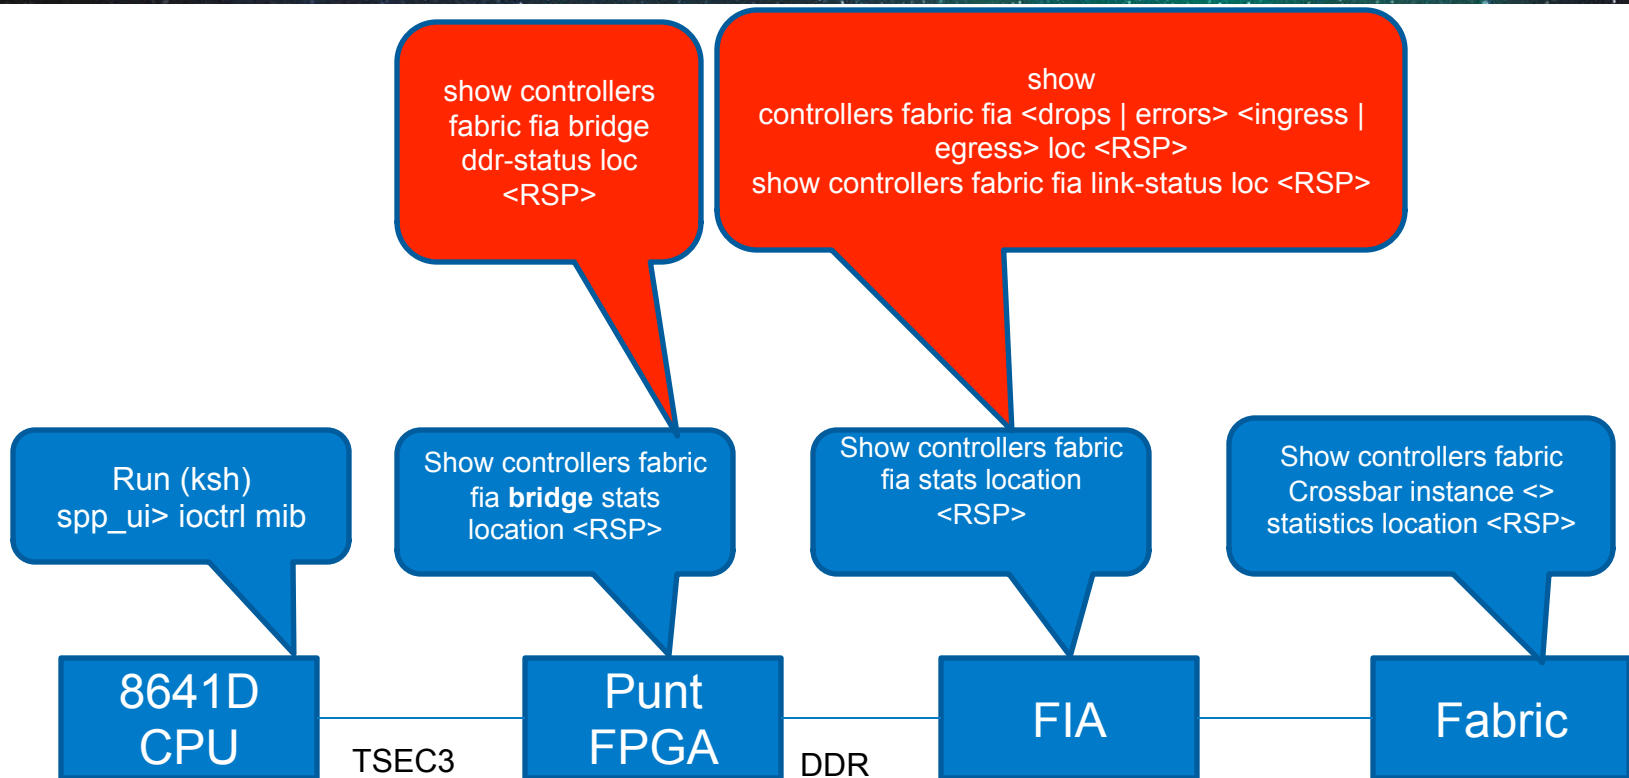 show controllers
fabric fia bridge
ddr-status loc
<RSP>
show
controllers fabric fia <drops | errors> <ingress |
egress> loc <RSP>
show controllers fabric fia link-status loc <RSP>
Run (ksh)
spp_ui> ioctrl mib
Show controllers fabric
fia bridge stats
location <RSP>
Show controllers fabric
fia stats location
<RSP>
Show controllers fabric
Crossbar instance <>
statistics location <RSP>
8641D
CPU
TSEC3
Punt
FPGA
DDR
FIA
Fabric